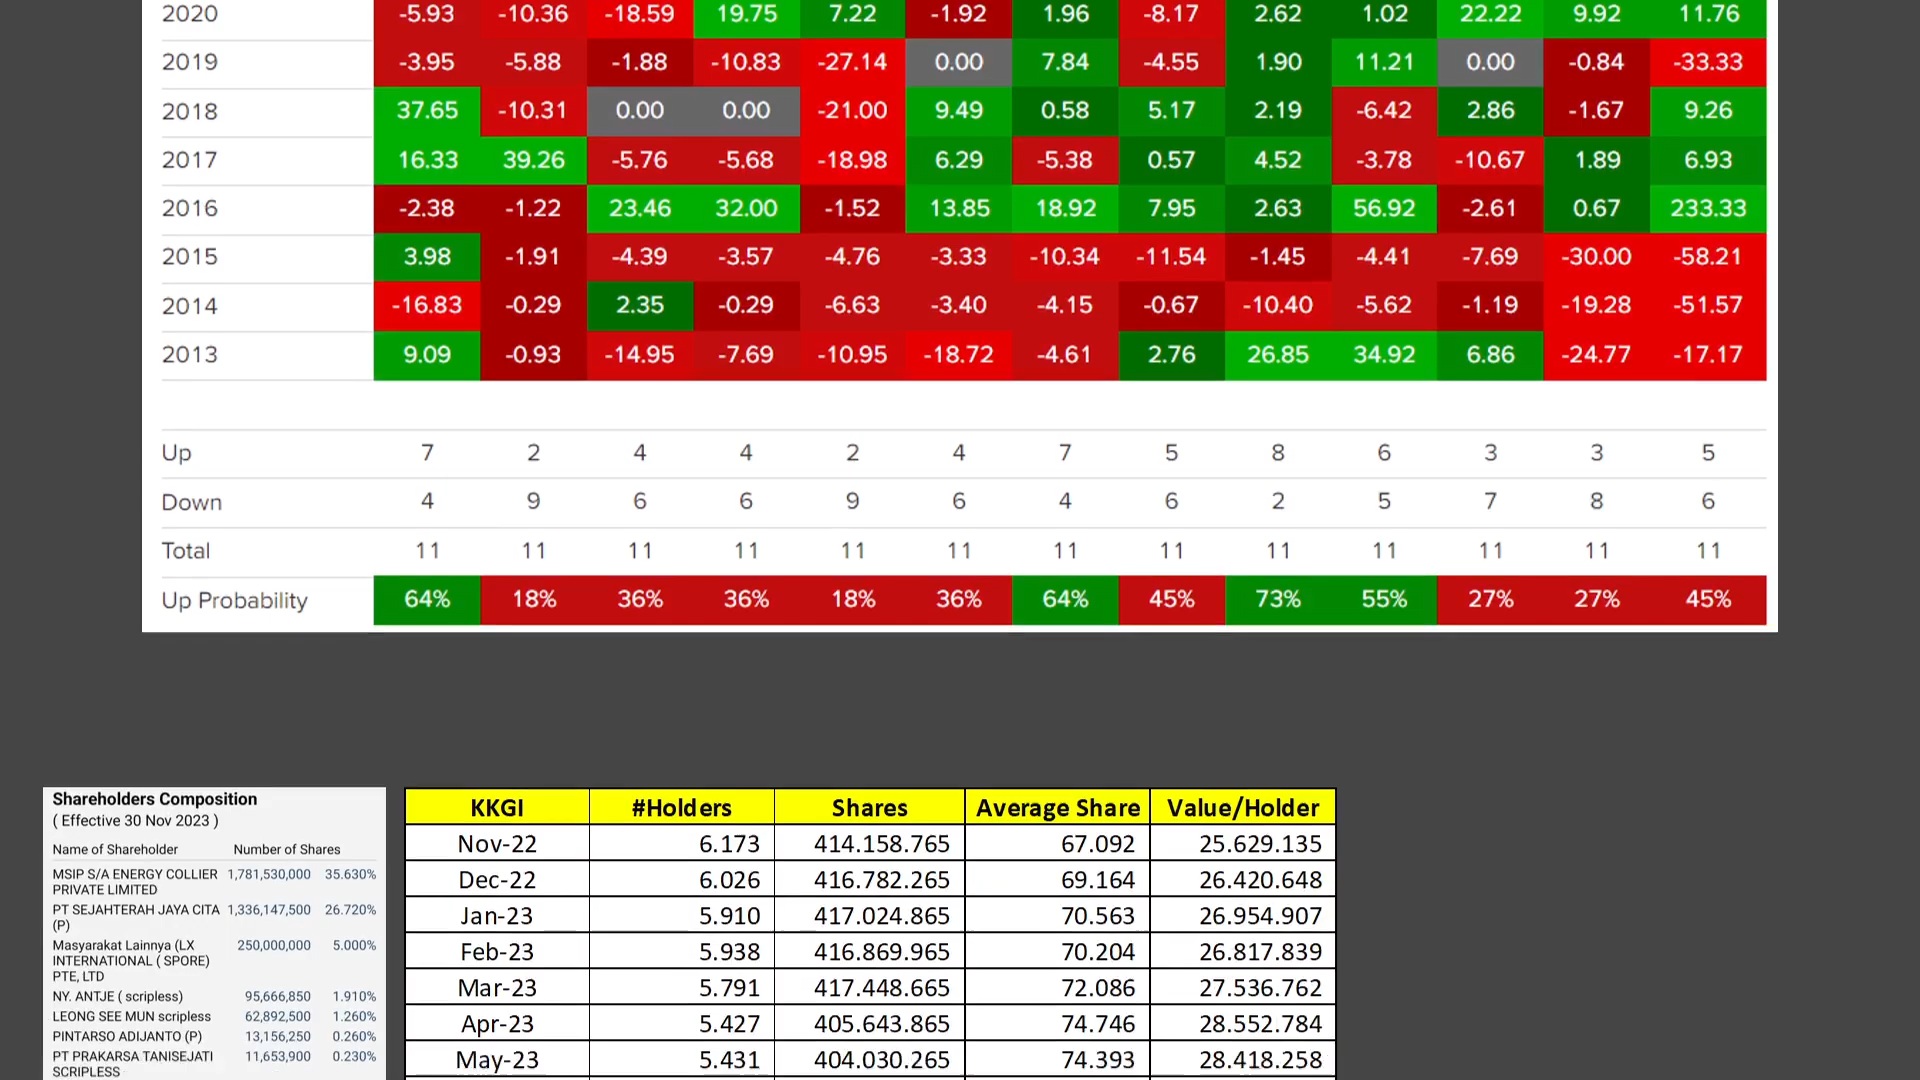 2020 -5.93 -10.36 -18.59 19.75 7.22 -1.92 1.96 -8.17 2.62 1.02 22.22 9.92 11.76
2019 -3.95 -5.88 -1.88 -10.83 -27.14 0.00 7.84 -4.55 1.90 11.21 0.00 -0.84 -33.33
2018 37.65 -10.31 0.00 0.00 -21.00 9.49 0.58 5.17 2.19 -6.42 2.86 -1.67 9.26
2017 16.33 39.26 -5.76 -5.68 -18.98 6.29 -5.38 0.57 4.52 -3.78 -10.67 1.89 6.93
2016 -2.38 -1.22 23.46 32.00 -1.52 13.85 18.92 7.95 2.63 56.92 -2.61 0.67 233.33
2015 3.98 -1.91 -4.39 -3.57 -4.76 -3.33 -10.34 -11.54 -1.45 -4.41 -7.69 -30.00 -58.21
2014 -16.83 -0.29 2.35 -0.29 -6.63 -3.40 -4.15 -0.67 -10.40 -5.62 -1.19 -19.28 -51.57
2013 9.09 -0.93 -14.95 -7.69 -10.95 -18.72 -4.61 2.76 26.85 34.92 6.86 -24.77 -17.17
Up 7 2 4 4 2 4 7 5 8 6 3 3 5
Down 4 9 6 6 9 6 4 6 2 5 7 8 6
Total 11 11 11 11 11 11 11 11 11 11 11 11 11
Up Probability 64% 18% 36% 36% 18% 36% 64% 45% 73% 55% 27% 27% 45%
Shareholders Composition
( Effective 30 Nov 2023 )
Name of Shareholder Number of Shares
MSIP S/A ENERGY COLLIER 1,781,530,000 35.630%
PRIVATE LIMITED
PT SEJAHTERAH JAYA CITA 1,336,147,500 26.720%
(P)
Masyarakat Lainnya (LX 250,000,000 5.000%
INTERNATIONAL ( SPORE)
PTE, LTD
NY. ANTJE ( scripless) 95,666,850 1.910%
LEONG SEE MUN scripless 62,892,500 1.260%
PINTARSO ADIJANTO (P) 13,156,250 0.260%
PT PRAKARSA TANISEJATI 11,653,900 0.230%
SCRIPLESS
KKGI #Holders Shares Average Share Value/Holder
Nov-22 6.173 414.158.765 67.092 25.629.135
Dec-22 6.026 416.782.265 69.164 26.420.648
Jan-23 5.910 417.024.865 70.563 26.954.907
Feb-23 5.938 416.869.965 70.204 26.817.839
Mar-23 5.791 417.448.665 72.086 27.536.762
Apr-23 5.427 405.643.865 74.746 28.552.784
May-23 5.431 404.030.265 74.393 28.418.258